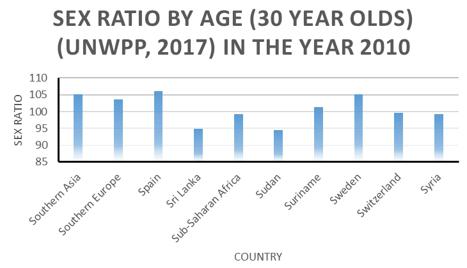 SEX RATIO BY AGE (30 YEAR OLDS)
(UNWPP, 2017) IN THE YEAR 2010
110
105
100
95
90
85
SEX RATIO
Southern Asia
Southern Europe
Spain
Sri Lanka
Sub-Saharan Africa
Sudan
Suriname
Sweden
Switzerland
Syria
COUNTRY